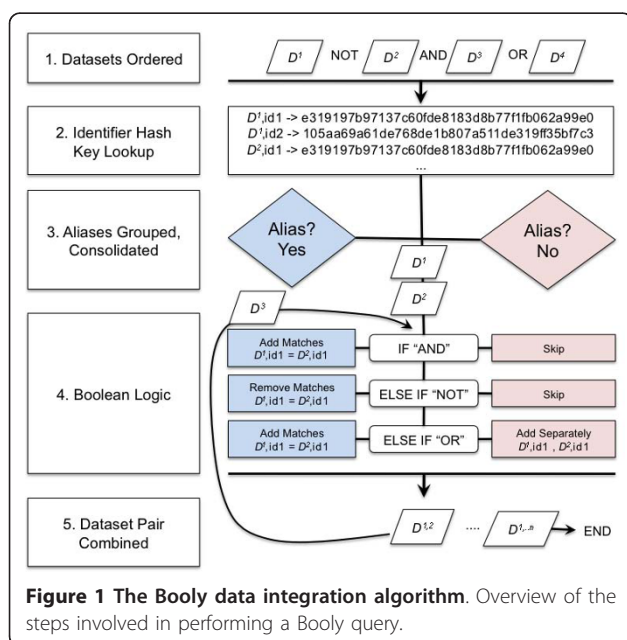 1. Datasets Ordered
D¹ NOT D² AND D³ OR D⁴
2. Identifier Hash
Key Lookup
D¹,id1 -> e319197b97137c60fde8183d8b77f1fb062a99e0
D¹,id2 -> 105aa69a61de768de1b807a511de319ff35bf7c3
D²,id1 -> e319197b97137c60fde8183d8b77f1fb062a99e0
...
3. Aliases Grouped,
Consolidated
Alias?
Yes
Alias?
No
D¹
D²
D³
4. Boolean Logic
Add Matches
D¹,id1 = D²,id1
IF “AND”
Skip
Remove Matches
D¹,id1 = D²,id1
ELSE IF “NOT”
Skip
Add Matches
D¹,id1 = D²,id1
ELSE IF “OR”
Add Separately
D¹,id1 , D²,id1
5. Dataset Pair
Combined
D¹,² .... D¹,..ⁿ END
Figure 1 The Booly data integration algorithm. Overview of the
steps involved in performing a Booly query.